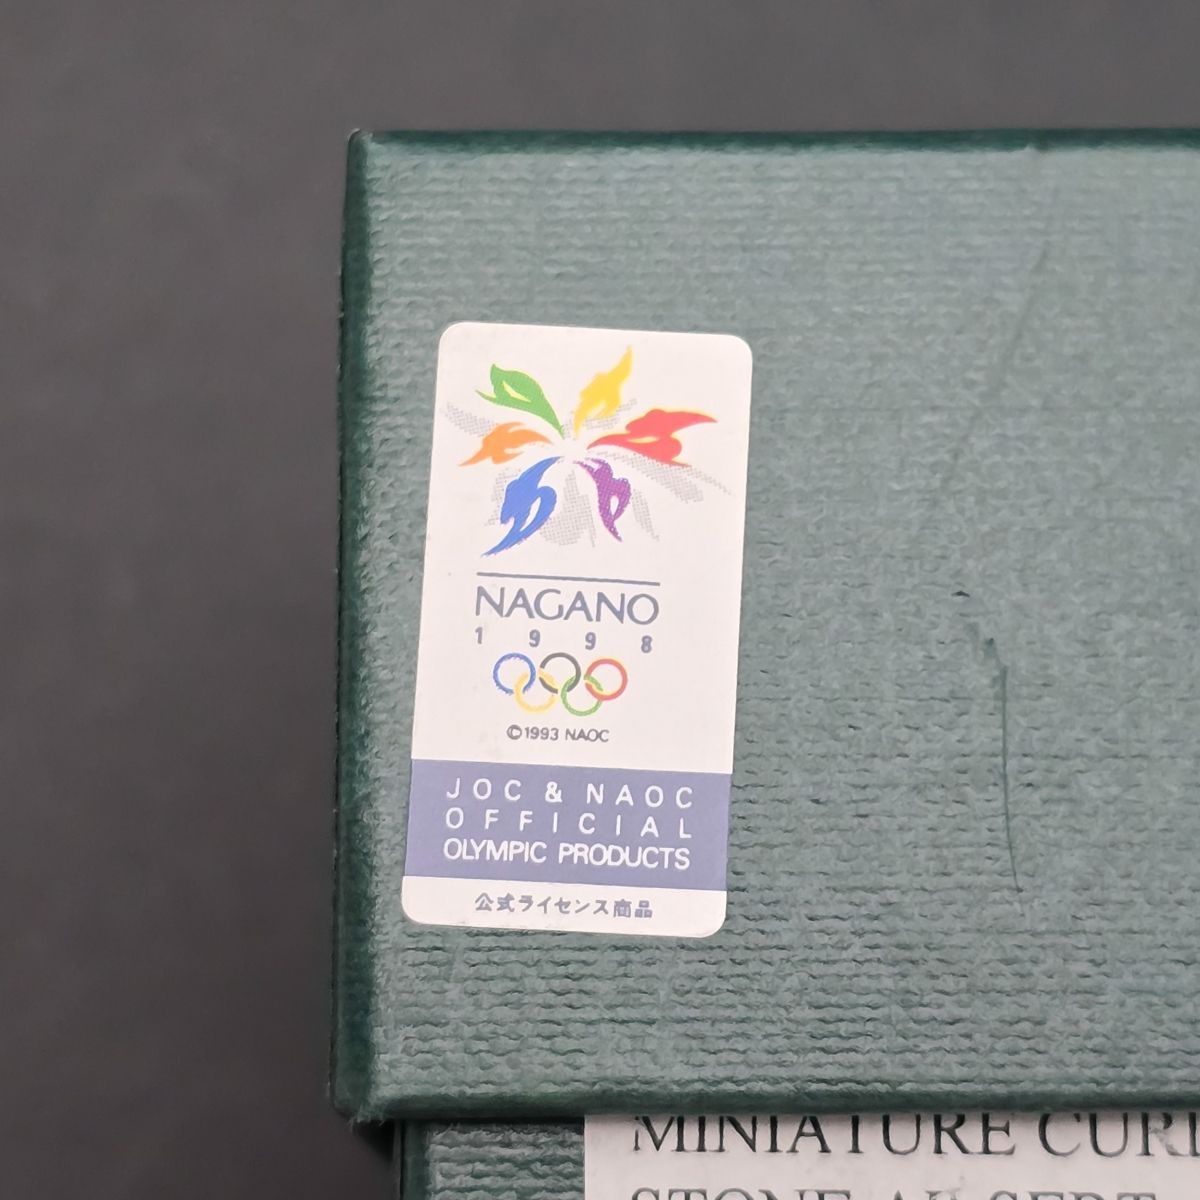 NAGANO
1998
©1993 NAOC
JOC & NAOC
OFFICIAL
OLYMPIC PRODUCTS
公式ライセンス商品
MINIATURE
STONE